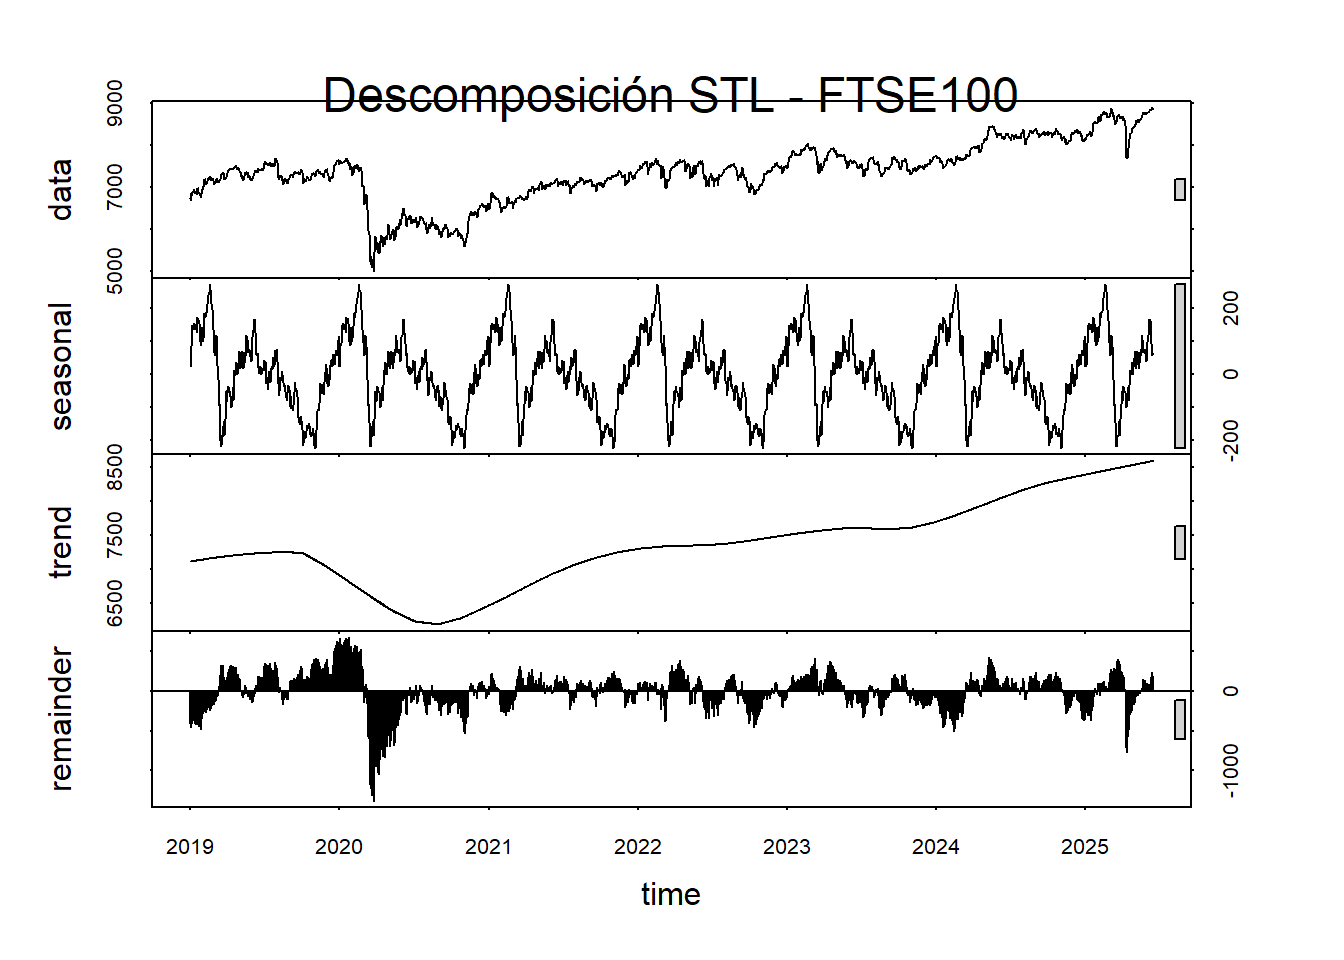 Descomposición STL - FTSE100
data
5000 7000 9000
seasonal
-200 0 200
trend
6500 7500 8500
remainder
-1000 0
2019 2020 2021 2022 2023 2024 2025
time